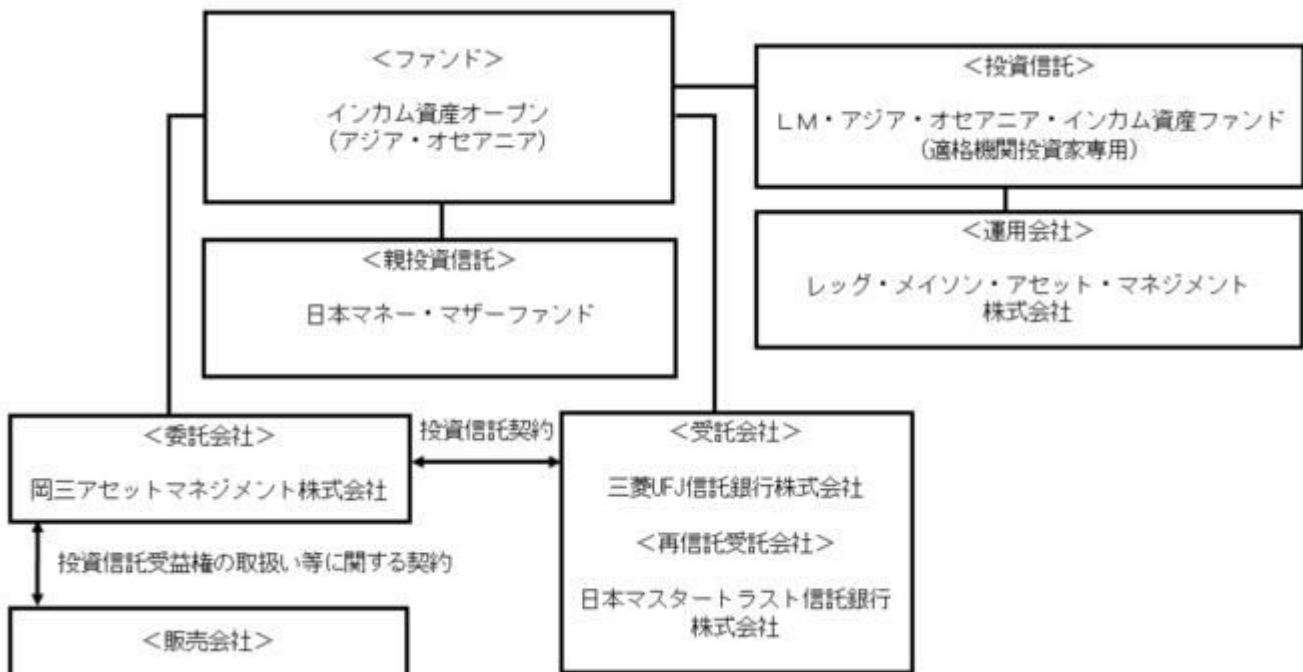 ＜ファンド＞
インカム資産オープン
（アジア・オセアニア）
＜投資信託＞
ＬＭ・アジア・オセアニア・インカム資産ファンド
（適格機関投資家専用）
＜運用会社＞
レッグ・メイソン・アセット・マネジメント
株式会社
＜親投資信託＞
日本マネー・マザーファンド
＜委託会社＞
岡三アセットマネジメント株式会社
投資信託契約
＜受託会社＞
三菱UFJ信託銀行株式会社
＜再信託受託会社＞
日本マスタートラスト信託銀行
株式会社
投資信託受益権の取扱い等に関する契約
＜販売会社＞